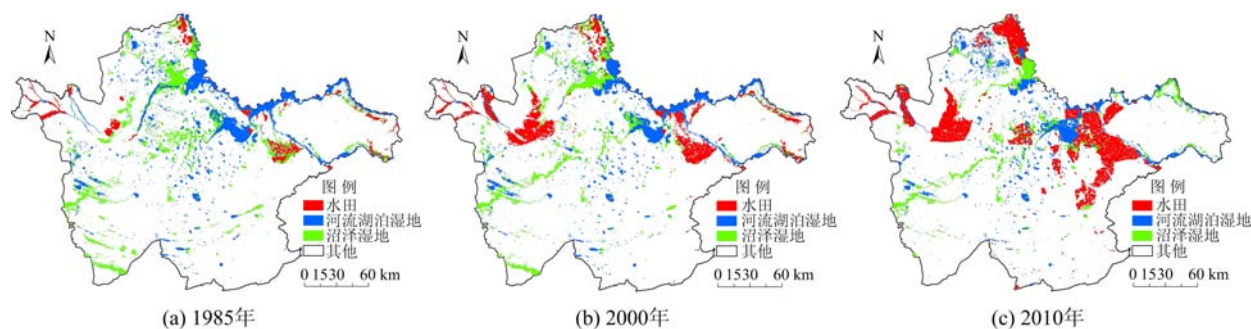 N
图 例
水田
河流湖泊湿地
沼泽湿地
其他
0 1530 60 km
(a) 1985年
N
图 例
水田
河流湖泊湿地
沼泽湿地
其他
0 1530 60 km
(b) 2000年
N
图 例
水田
河流湖泊湿地
沼泽湿地
其他
0 1530 60 km
(c) 2010年